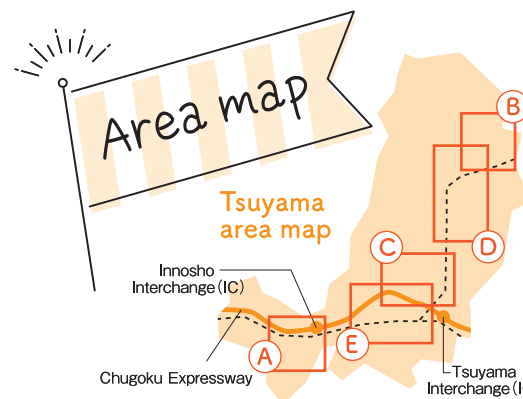 Area map
Tsuyama
area map
B
D
C
Innosho
Interchange(IC)
E
A
Chugoku Expressway
Tsuyama
Interchange(I